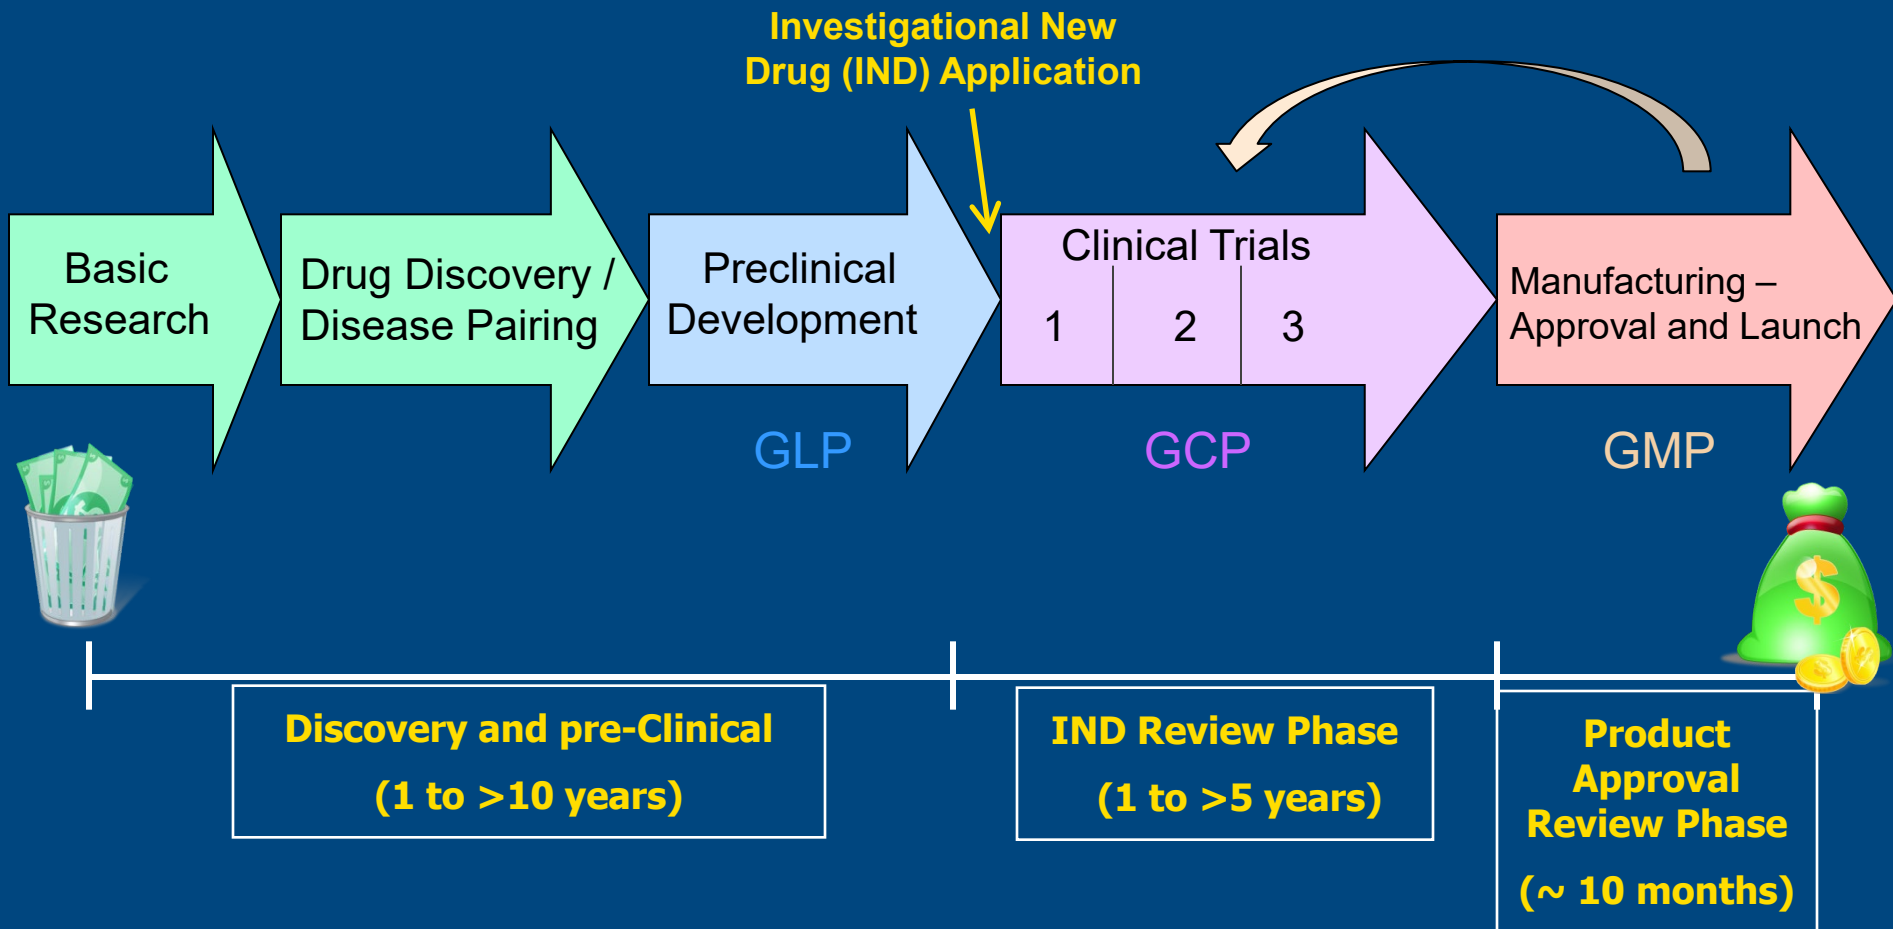 Investigational New
Drug (IND) Application
Basic
Research
Drug Discovery /
Disease Pairing
Preclinical
Development
Clinical Trials
1
2
3
Manufacturing –
Approval and Launch
GLP
GCP
GMP
Discovery and pre-Clinical
(1 to >10 years)
IND Review Phase
(1 to >5 years)
Product
Approval
Review Phase
(~ 10 months)